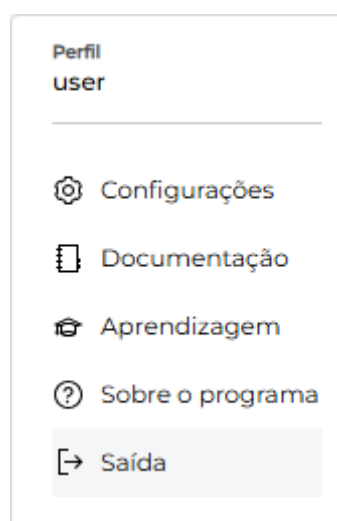 Perfil
user
Configurações
Documentação
Aprendizagem
Sobre o programa
Saída